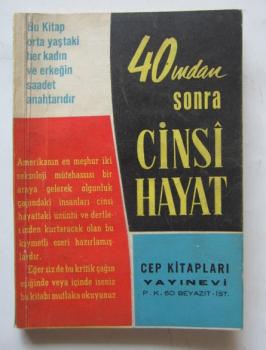 Bu Kitap
orta yaştaki
her kadın
ve erkeğin
saadet
anahtarıdır
40ından
sonra
CİNSÎ
HAYAT
Amerikanın en meşhur iki
seksoloji mütehassısı bir
araya gelerek olgunluk
çağındaki insanları cinsî
hayattaki üzüntü ve dertle-
rinden kurtaracak olan bu
kıymetli eseri hazırlamış-
lardır.
Eğer siz de bu kritik çağın
eşiğinde veya içinde iseniz
bu kitabı mutlaka okuyunuz
CEP KİTAPLARI
YAYINEVİ
P. K. 60 BEYAZIT-İST.